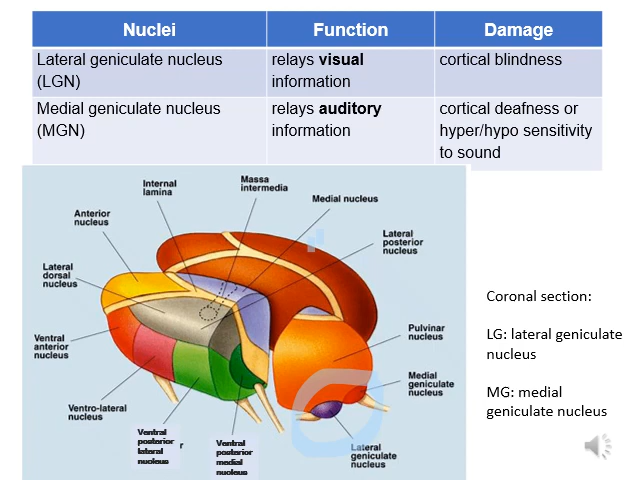 Nuclei Function Damage
Lateral geniculate nucleus relays visual cortical blindness
(LGN) information
Medial geniculate nucleus relays auditory cortical deafness or
(MGN) information hyper/hypo sensitivity
to sound
Internal
lamina
Massa
intermedia
Medial nucleus
Anterior
nucleus
Lateral
posterior
nucleus
Lateral
dorsal
nucleus
Coronal section:
LG: lateral geniculate
nucleus
Ventral
anterior
nucleus
Pulvinar
nucleus
Medial
geniculate
nucleus
MG: medial
geniculate nucleus
Ventro-lateral
nucleus
Ventral
posterior
lateral
nucleus
r
Ventral
posterior
medial
nucleus
Lateral
geniculate
nucleus